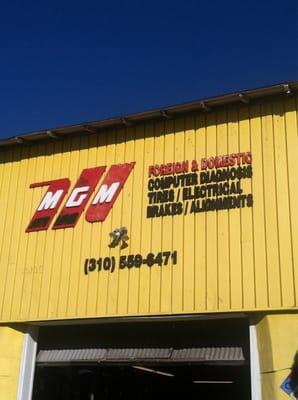 MGM
FOREIGN & DOMESTIC
COMPUTER DIAGNOSIS
TIRES / ELECTRICAL
BRAKES / ALIGNMENTS
(310) 559-6471